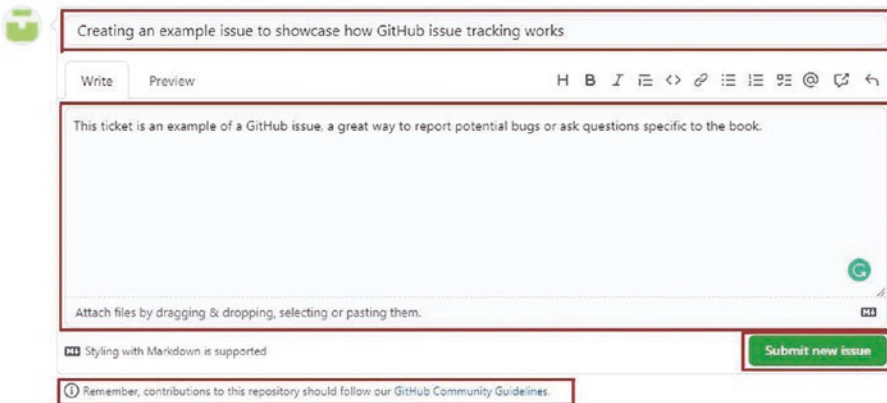 Creating an example issue to showcase how GitHub issue tracking works
Write Preview H B I <> @
This ticket is an example of a GitHub issue, a great way to report potential bugs or ask questions specific to the book.
Attach files by dragging & dropping, selecting or pasting them.
Styling with Markdown is supported Submit new issue
Remember, contributions to this repository should follow our GitHub Community Guidelines.